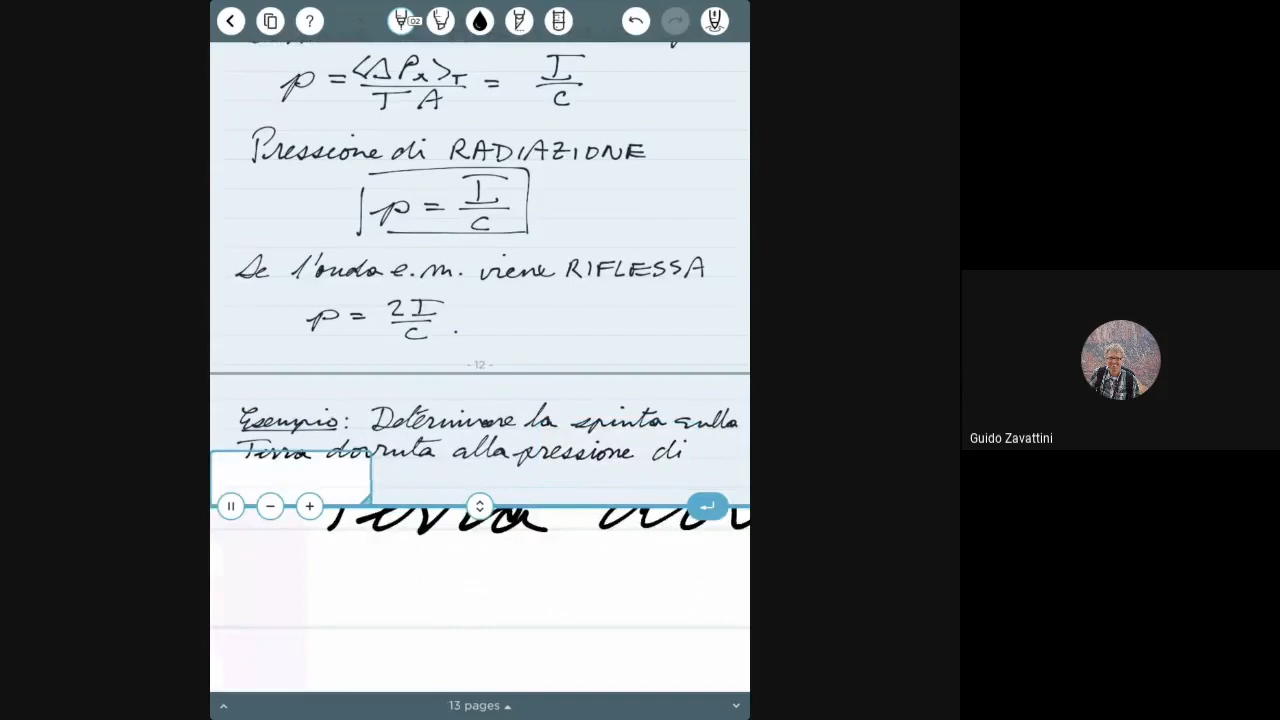 ?
02
p = <ΔPₓ>_T / T A = I / c
Pressione di RADIAZIONE
p = I / c
Se l'onda e.m. viene RIFLESSA
p = 2I / c .
- 12 -
Esempio: Determinare la spinta sulla
Terra dovuta alla pressione di
Terra
13 pages
Guido Zavattini